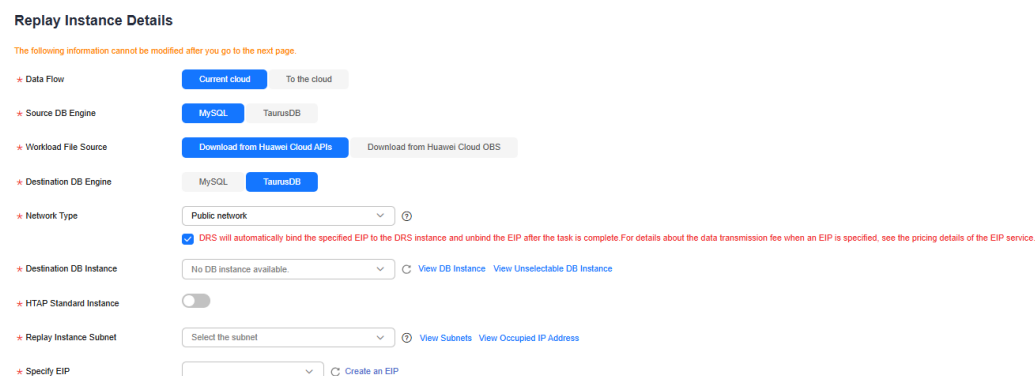 Replay Instance Details
The following information cannot be modified after you go to the next page.
* Data Flow Current cloud To the cloud
* Source DB Engine MySQL TaurusDB
* Workload File Source Download from Huawei Cloud APIs Download from Huawei Cloud OBS
* Destination DB Engine MySQL TaurusDB
* Network Type Public network
DRS will automatically bind the specified EIP to the DRS instance and unbind the EIP after the task is complete.For details about the data transmission fee when an EIP is specified, see the pricing details of the EIP service.
* Destination DB Instance No DB instance available. View DB Instance View Unselectable DB Instance
* HTAP Standard Instance
* Replay Instance Subnet Select the subnet View Subnets View Occupied IP Address
* Specify EIP Create an EIP